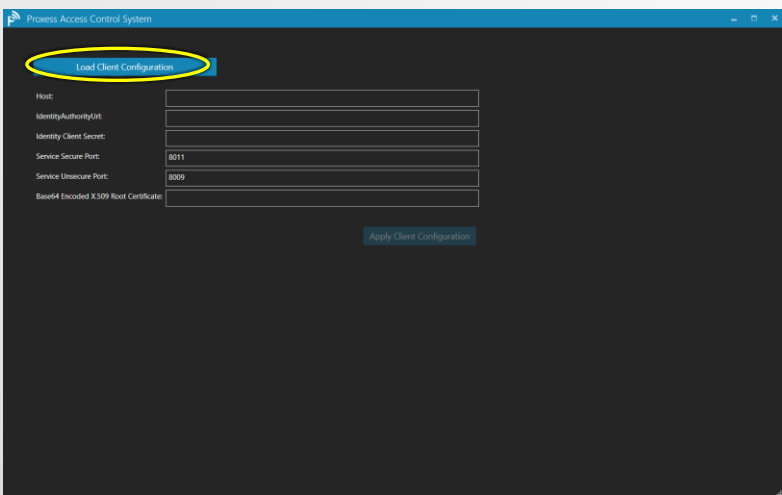 Proxess Access Control System
Load Client Configuration
Host:
IdentityAuthorityUrl:
Identity Client Secret:
Service Secure Port: 8011
Service Unsecure Port: 8009
Base64 Encoded X.509 Root Certificate:
Apply Client Configuration